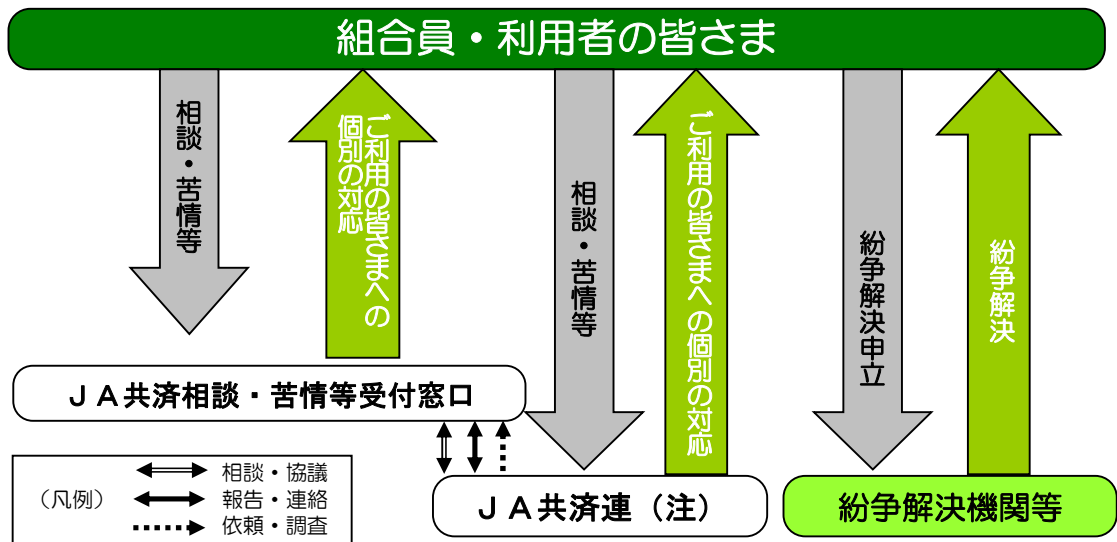 組合員・利用者の皆さま
相談・苦情等
ご利用の皆さまへの
個別の対応
相談・苦情等
ご利用の皆さまへの個別の対応
紛争解決申立
紛争解決
ＪＡ共済相談・苦情等受付窓口
ＪＡ共済連（注）
紛争解決機関等
（凡例）
相談・協議
報告・連絡
依頼・調査